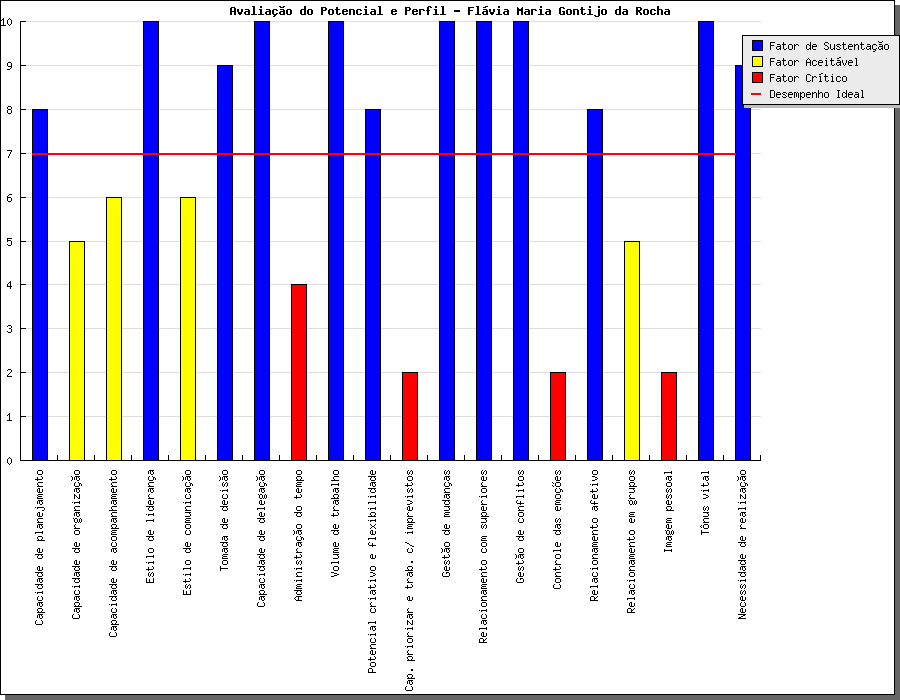 Avaliação do Potencial e Perfil - Flávia Maria Gontijo da Rocha
Fator de Sustentação
Fator Aceitável
Fator Crítico
Desempenho Ideal
10
9
8
7
6
5
4
3
2
1
0
Capacidade de planejamento
Capacidade de organização
Capacidade de acompanhamento
Estilo de liderança
Estilo de comunicação
Tomada de decisão
Capacidade de delegação
Administração do tempo
Volume de trabalho
Potencial criativo e flexibilidade
Cap. priorizar e trab. c/ imprevistos
Gestão de mudanças
Relacionamento com superiores
Gestão de conflitos
Controle das emoções
Relacionamento afetivo
Relacionamento em grupos
Imagem pessoal
Tônus vital
Necessidade de realização